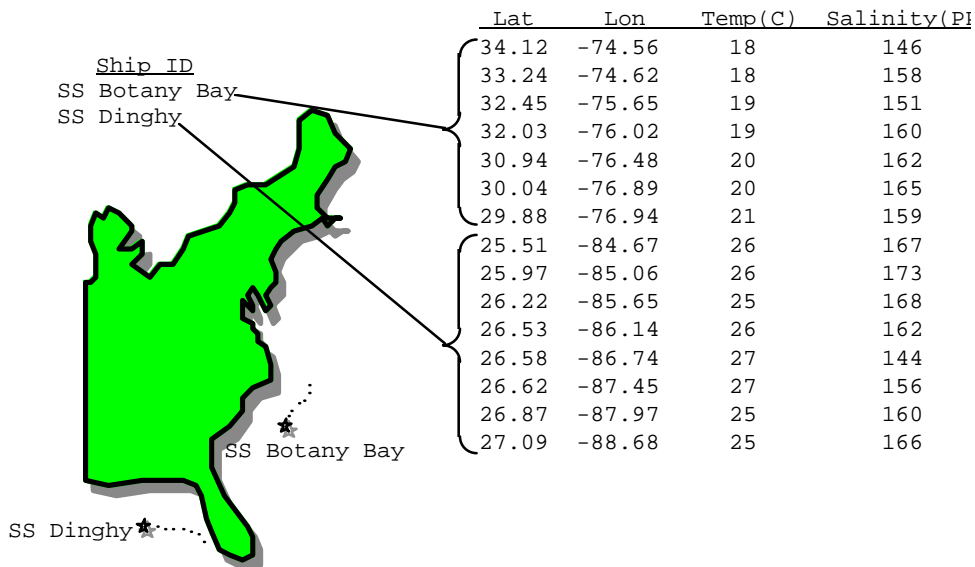 Lat Lon Temp(C) Salinity(PP
Ship ID
SS Botany Bay
SS Dinghy
34.12 -74.56 18 146
33.24 -74.62 18 158
32.45 -75.65 19 151
32.03 -76.02 19 160
30.94 -76.48 20 162
30.04 -76.89 20 165
29.88 -76.94 21 159
25.51 -84.67 26 167
25.97 -85.06 26 173
26.22 -85.65 25 168
26.53 -86.14 26 162
26.58 -86.74 27 144
26.62 -87.45 27 156
26.87 -87.97 25 160
27.09 -88.68 25 166
SS Botany Bay
SS Dinghy